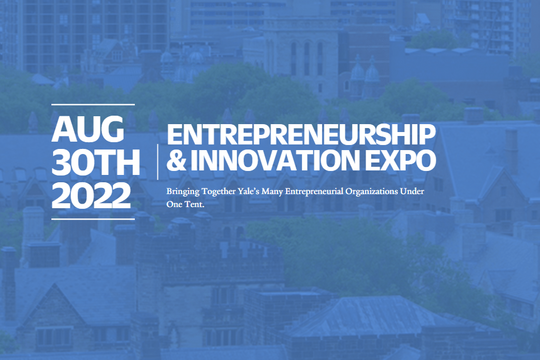 AUG
30TH
2022
ENTREPRENEURSHIP
& INNOVATION EXPO
Bringing Together Yale's Many Entrepreneurial Organizations Under
One Tent.